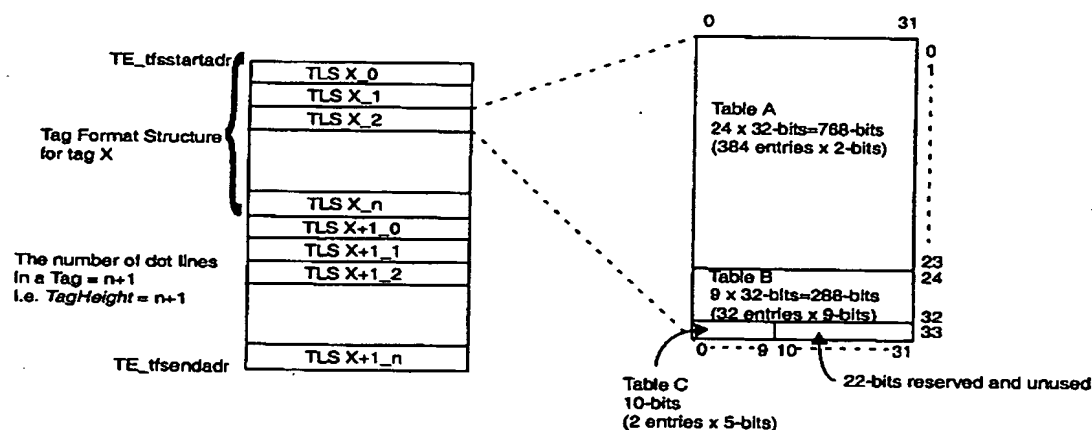 TE_tfsstartadr
TLS X_0
TLS X_1
TLS X_2
Tag Format Structure
for tag X
TLS X_n
TLS X+1_0
TLS X+1_1
TLS X+1_2
The number of dot lines
in a Tag = n+1
i.e. TagHeight = n+1
TLS X+1_n
TE_tfsendadr
0 31
0
1
Table A
24 x 32-bits=768-bits
(384 entries x 2-bits)
23
Table B
24
9 x 32-bits=288-bits
(32 entries x 9-bits)
32
33
0 9 10 31
Table C
10-bits
(2 entries x 5-bits)
22-bits reserved and unused